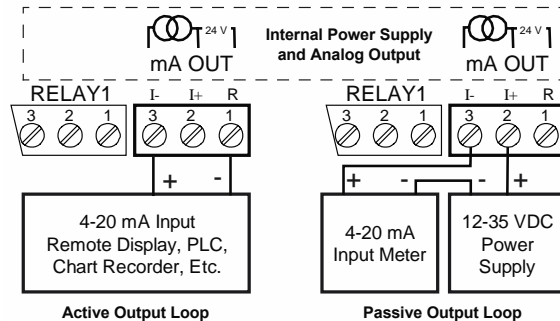 24 V
mA OUT
Internal Power Supply
and Analog Output
24 V
mA OUT
RELAY1
I- I+ R
3 2 1
3 2 1
RELAY1
I- I+ R
3 2 1
3 2 1
+ -
4-20 mA Input
Remote Display, PLC,
Chart Recorder, Etc.
Active Output Loop
+ -
- +
4-20 mA
Input Meter
12-35 VDC
Power
Supply
Passive Output Loop